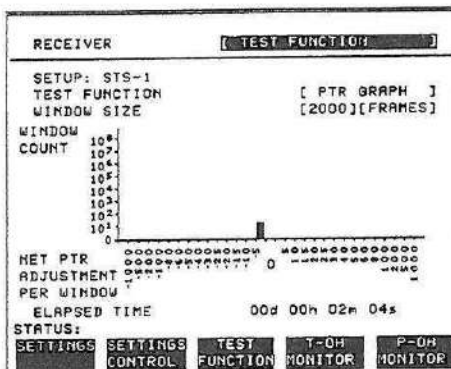 RECEIVER [ TEST FUNCTION ]
SETUP: STS-1
TEST FUNCTION [ PTR GRAPH ]
WINDOW SIZE [2000][FRAMES]
WINDOW
COUNT
10⁸
10⁷
10⁶
10⁵
10⁴
10³
10²
10¹
0
0
NET PTR
ADJUSTMENT
PER WINDOW
ELAPSED TIME 00d 00h 02m 04s
STATUS:
SETTINGS SETTINGS CONTROL TEST FUNCTION T-OH MONITOR P-OH MONITOR